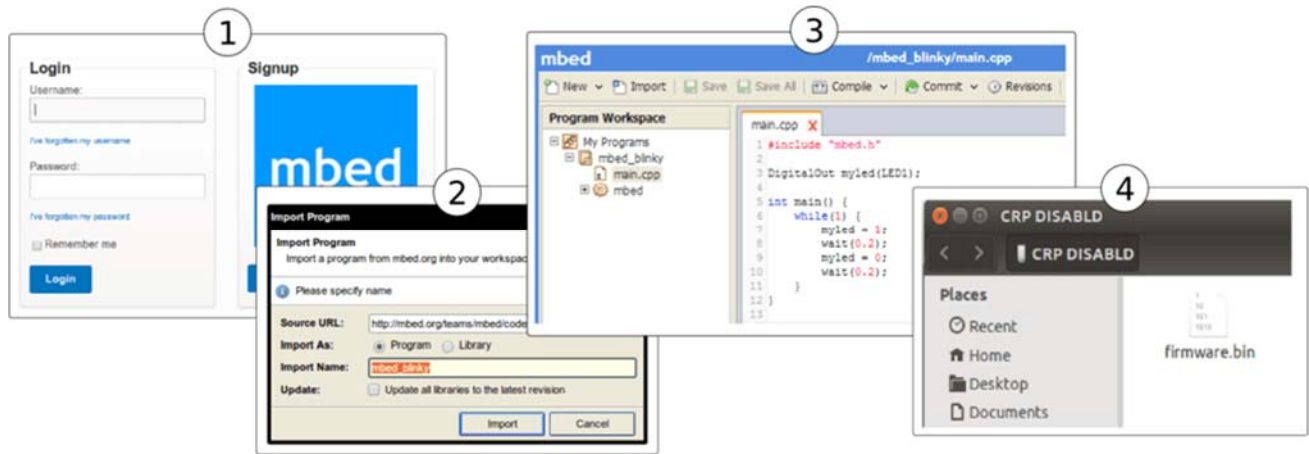 1
Login
Username:
I've forgotten my username
Password:
I've forgotten my password
Remember me
Login
Signup
mbed
2
Import Program
Import Program
Import a program from mbed.org into your workspac
Please specify name
Source URL: http://mbed.org/teams/mbed/code
Import As: Program Library
Import Name: mbed_blinky
Update: Update all libraries to the latest revision
Import Cancel
3
mbed /mbed_blinky/main.cpp
New Import Save Save All Compile Commit Revisions
Program Workspace
My Programs
mbed_blinky
main.cpp
mbed
main.cpp X
1 #include "mbed.h"
2
3 DigitalOut myled(LED1);
4
5 int main() {
6 while(1) {
7 myled = 1;
8 wait(0.2);
9 myled = 0;
10 wait(0.2);
11 }
12 }
13
4
CRP DISABLD
CRP DISABLD
Places
Recent
Home
Desktop
Documents
1
10
101
1010
firmware.bin